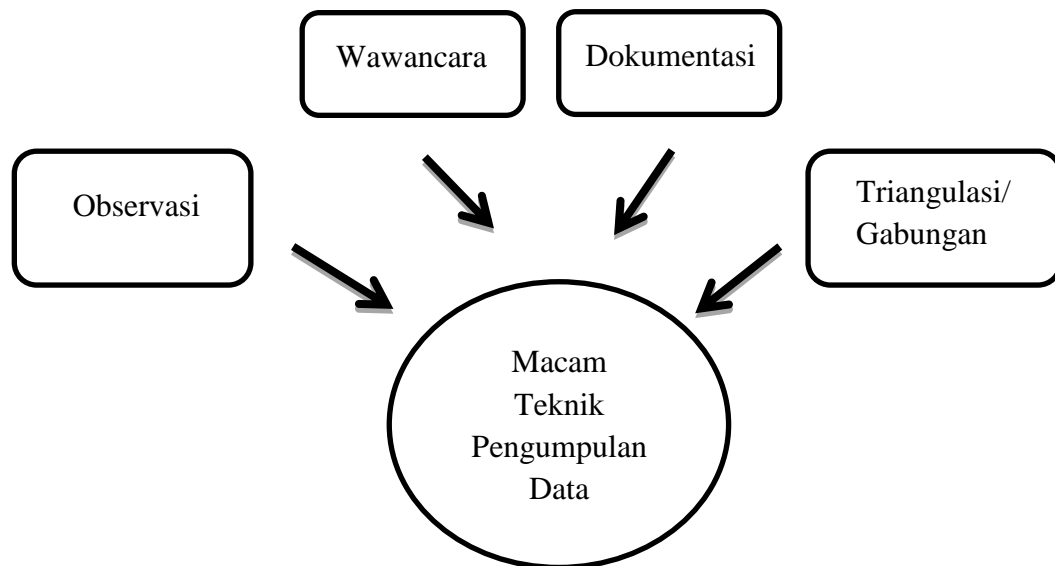 Wawancara
Dokumentasi
Observasi
Triangulasi/
Gabungan
Macam
Teknik
Pengumpulan
Data